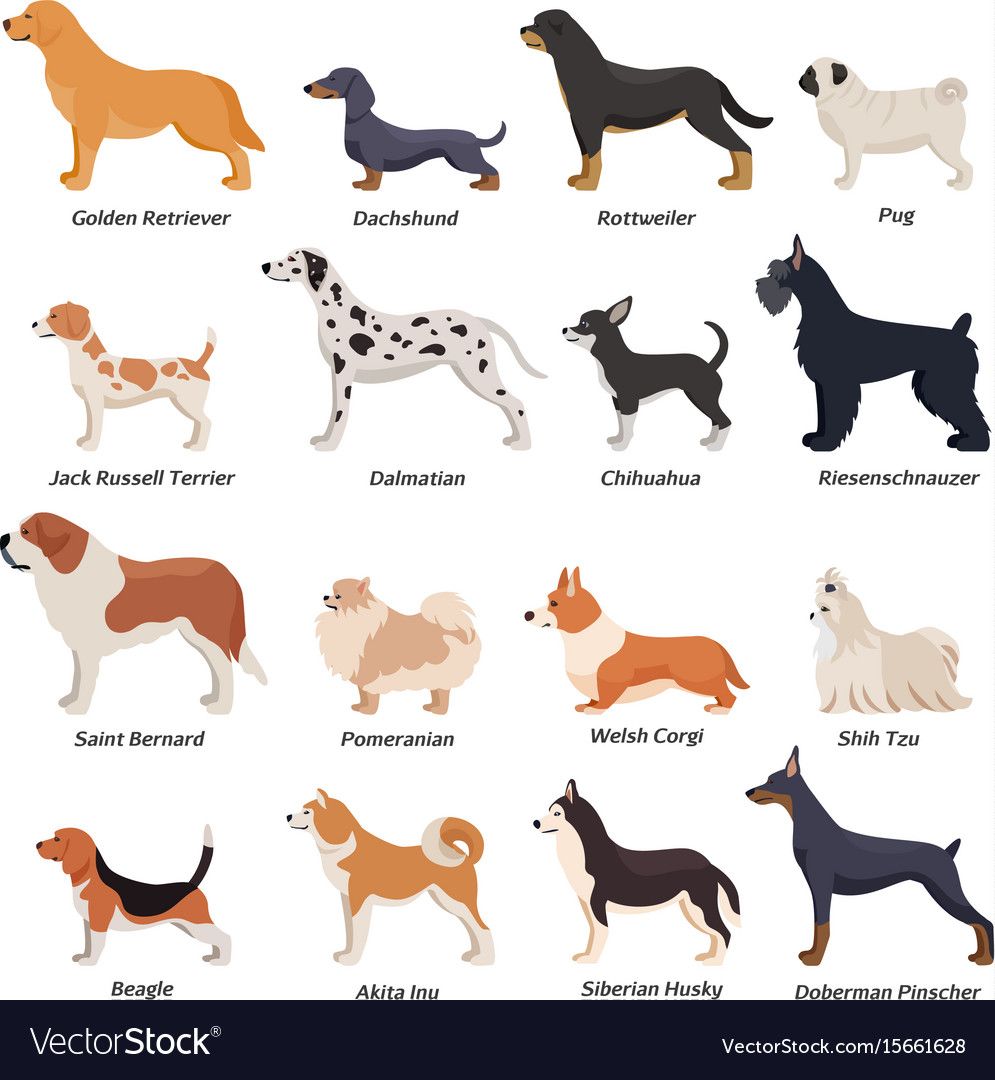 Golden Retriever
Dachshund
Rottweiler
Pug
Jack Russell Terrier
Dalmatian
Chihuahua
Riesenschnauzer
Saint Bernard
Pomeranian
Welsh Corgi
Shih Tzu
Beagle
Akita Inu
Siberian Husky
Doberman Pinscher
VectorStock®
VectorStock.com/15661628